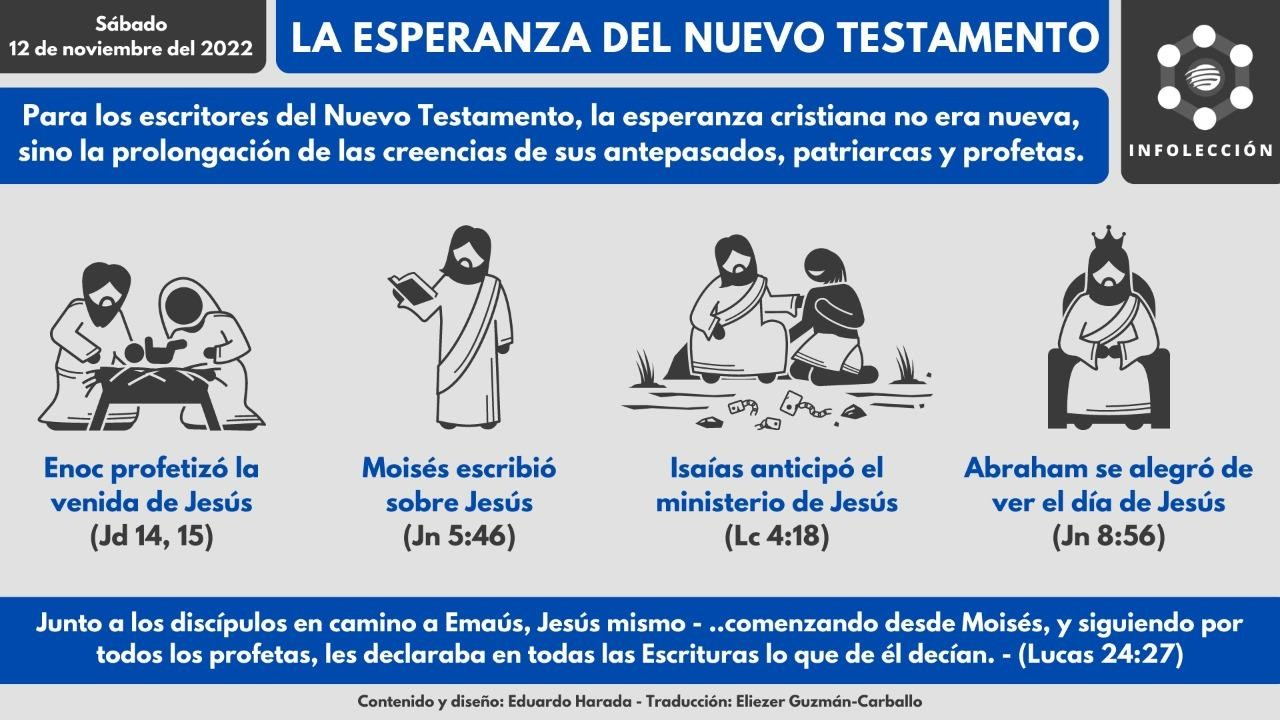 Sábado
12 de noviembre del 2022
LA ESPERANZA DEL NUEVO TESTAMENTO
INFOLECCIÓN
Para los escritores del Nuevo Testamento, la esperanza cristiana no era nueva,
sino la prolongación de las creencias de sus antepasados, patriarcas y profetas.
Enoc profetizó la
venida de Jesús
(Jd 14, 15)
Moisés escribió
sobre Jesús
(Jn 5:46)
Isaías anticipó el
ministerio de Jesús
(Lc 4:18)
Abraham se alegró de
ver el día de Jesús
(Jn 8:56)
Junto a los discípulos en camino a Emaús, Jesús mismo - ..comenzando desde Moisés, y siguiendo por
todos los profetas, les declaraba en todas las Escrituras lo que de él decían. - (Lucas 24:27)
Contenido y diseño: Eduardo Harada - Traducción: Eliezer Guzmán-Carballo